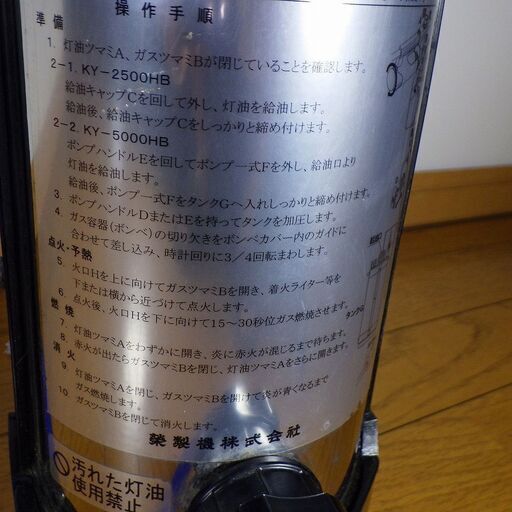 操作手順
準備
1. 灯油ツマミA、ガスツマミBが閉じていることを確認します。
2-1. KY-2500HB
給油キャップCを回して外し、灯油を給油します。
給油後、給油キャップCをしっかりと締め付けます。
2-2. KY-5000HB
ポンプハンドルEを回してポンプ一式Fを外し、給油口より
灯油を給油します。
給油後、ポンプ一式FをタンクGへ入れしっかりと締め付けます。
3. ポンプハンドルDまたはEを持ってタンクを加圧します。
4. ガス容器(ボンベ)の切り欠きをボンベカバー内のガイドに
合わせて差し込み、時計回りに3/4回転まわします。
点火・予熱
5. 火口Hを上に向けてガスツマミBを開き、着火ライター等を
下または横から近づけて点火します。
6. 点火後、火口Hを下に向けて15～30秒位ガス燃焼させます。
燃焼
7. 灯油ツマミAをわずかに開き、炎に赤火が混じるまで待ちます。
8. 赤火が出たらガスツマミBを閉じ、灯油ツマミAをさらに開きます。
消火
9. 灯油ツマミAを閉じ、ガスツマミBを開けて炎が青くなるまで
ガス燃焼します。
10. ガスツマミBを閉じて消火します。
榮製機株式会社
タンクG
汚れた灯油
使用禁止